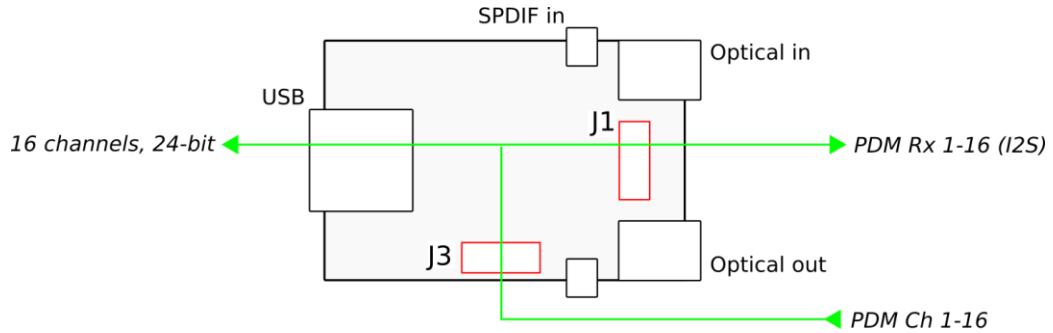 SPDIF in
Optical in
USB
J1
16 channels, 24-bit
PDM Rx 1-16 (I2S)
J3
Optical out
PDM Ch 1-16